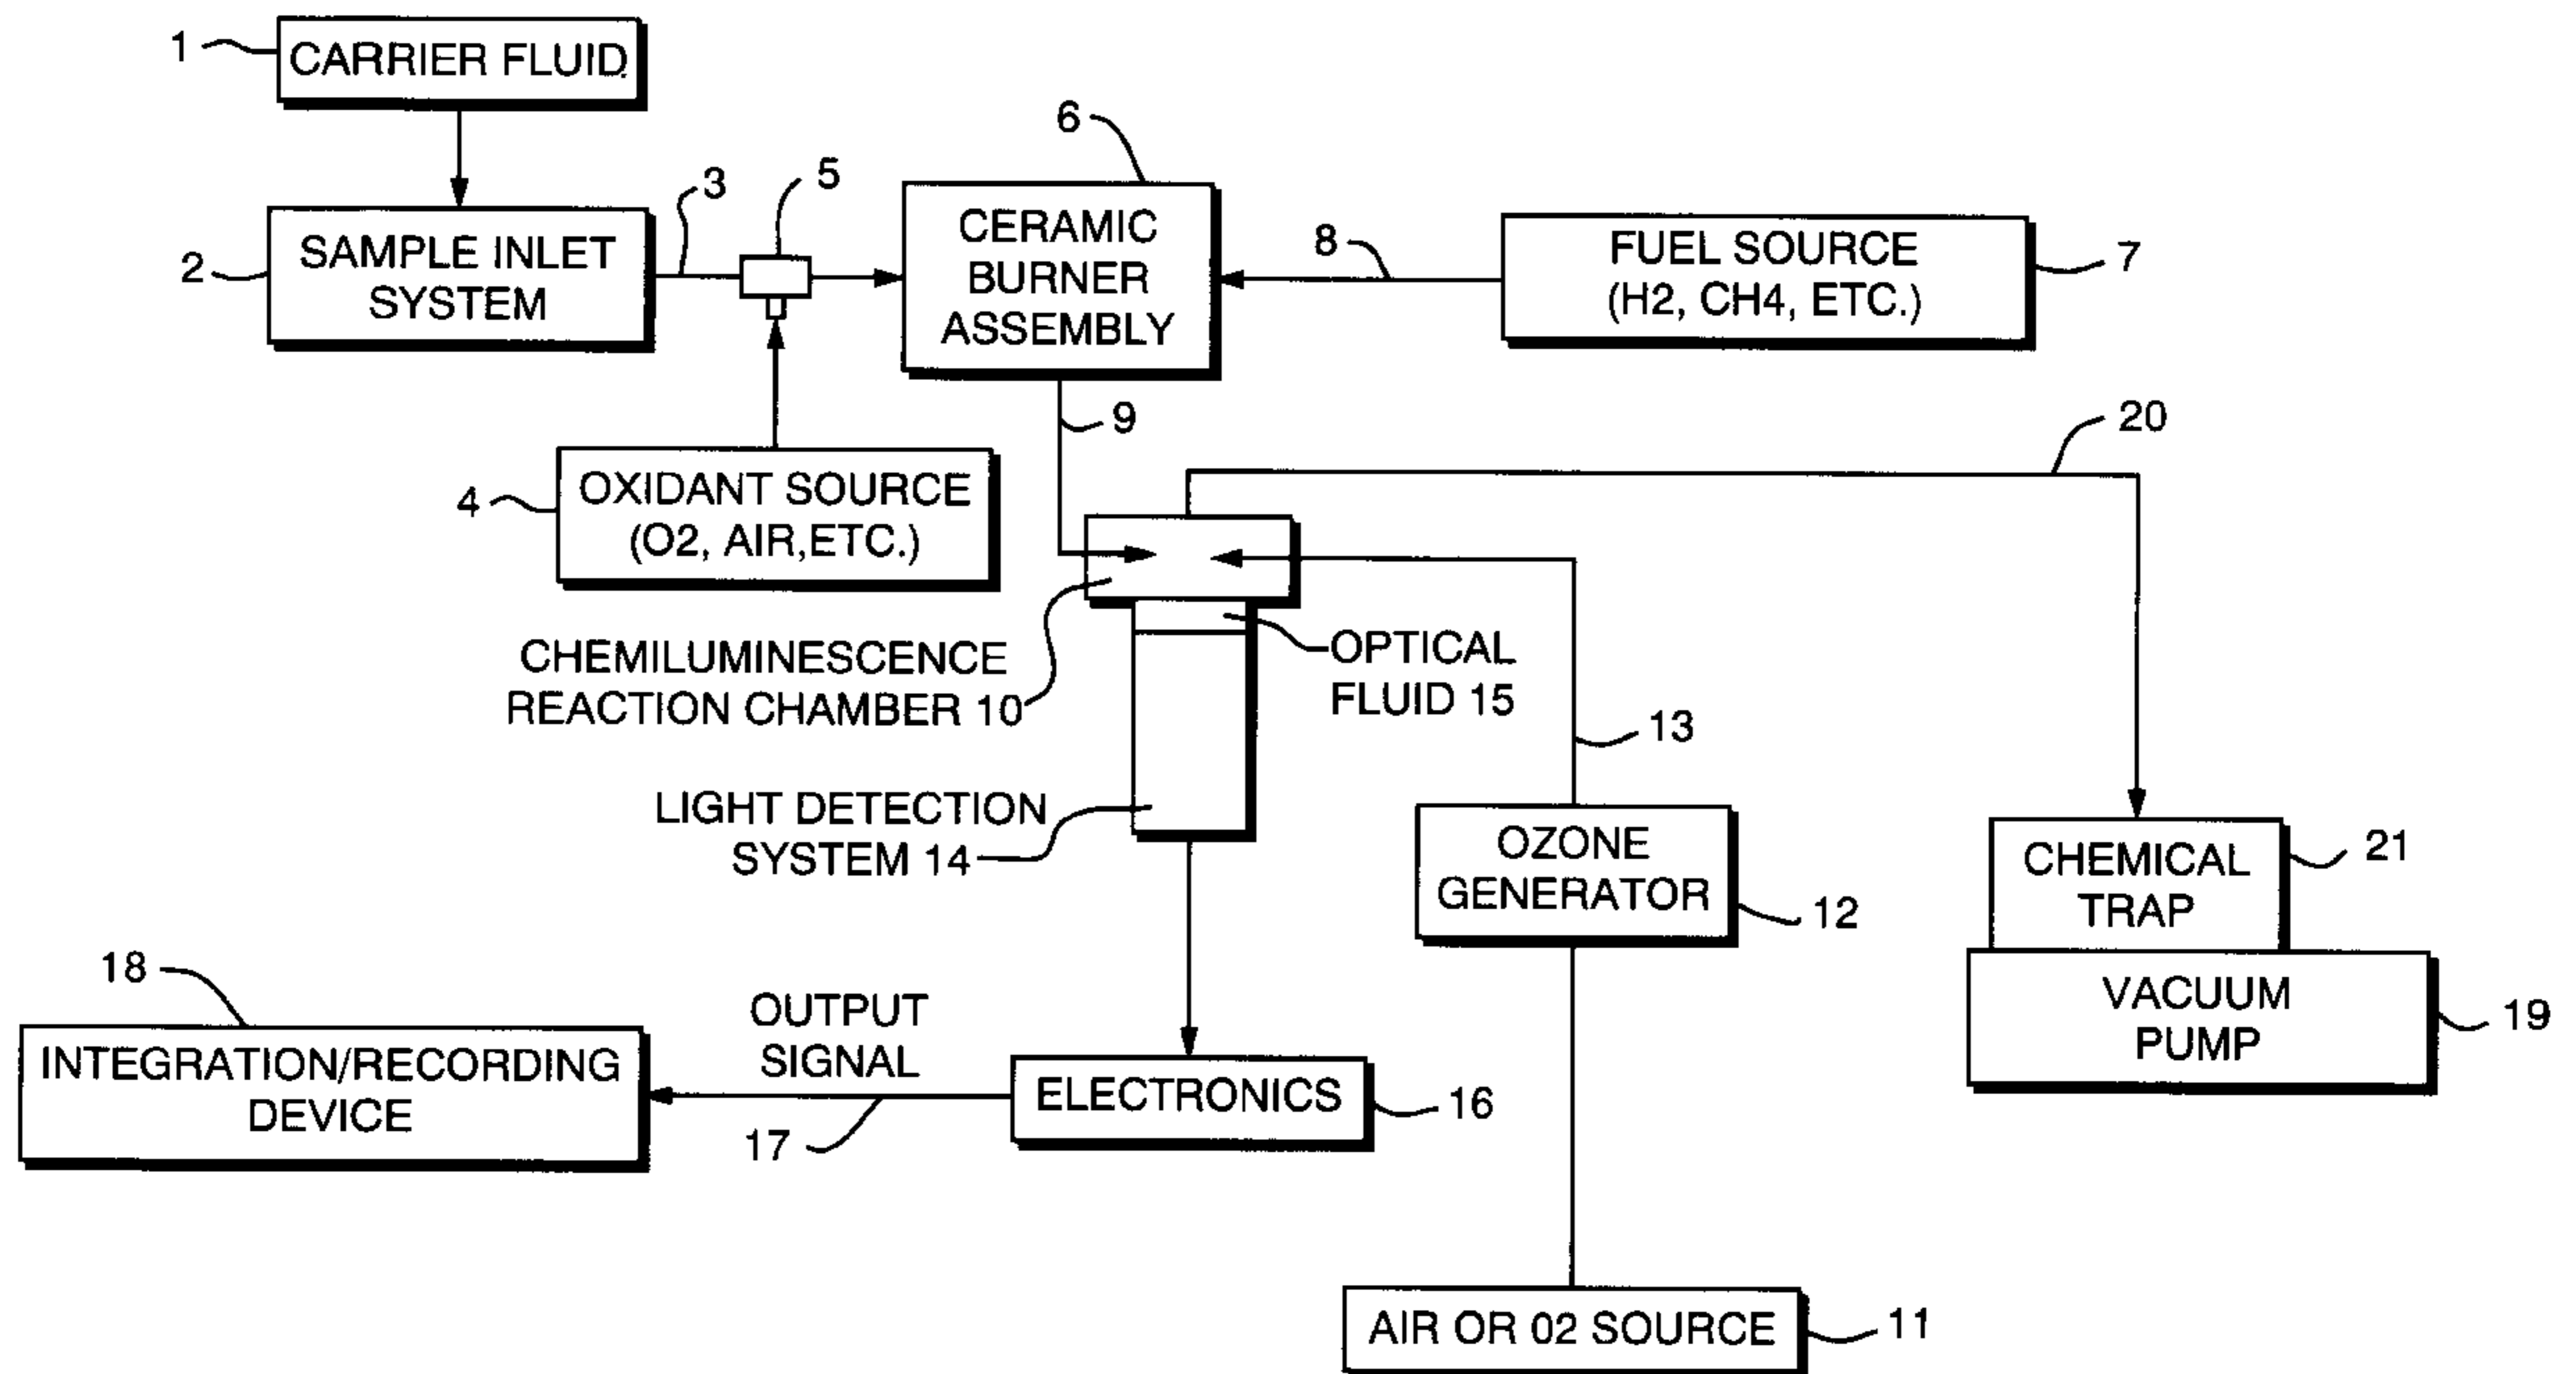 1
CARRIER FLUID
6
5
3
CERAMIC
BURNER
ASSEMBLY
2
SAMPLE INLET
SYSTEM
8
FUEL SOURCE
(H2, CH4, ETC.)
7
9
20
4
OXIDANT SOURCE
(O2, AIR,ETC.)
CHEMILUMINESCENCE
REACTION CHAMBER 10
OPTICAL
FLUID 15
13
LIGHT DETECTION
SYSTEM 14
OZONE
GENERATOR
12
CHEMICAL
TRAP
21
VACUUM
PUMP
19
18
INTEGRATION/RECORDING
DEVICE
OUTPUT
SIGNAL
17
ELECTRONICS
16
AIR OR 02 SOURCE
11